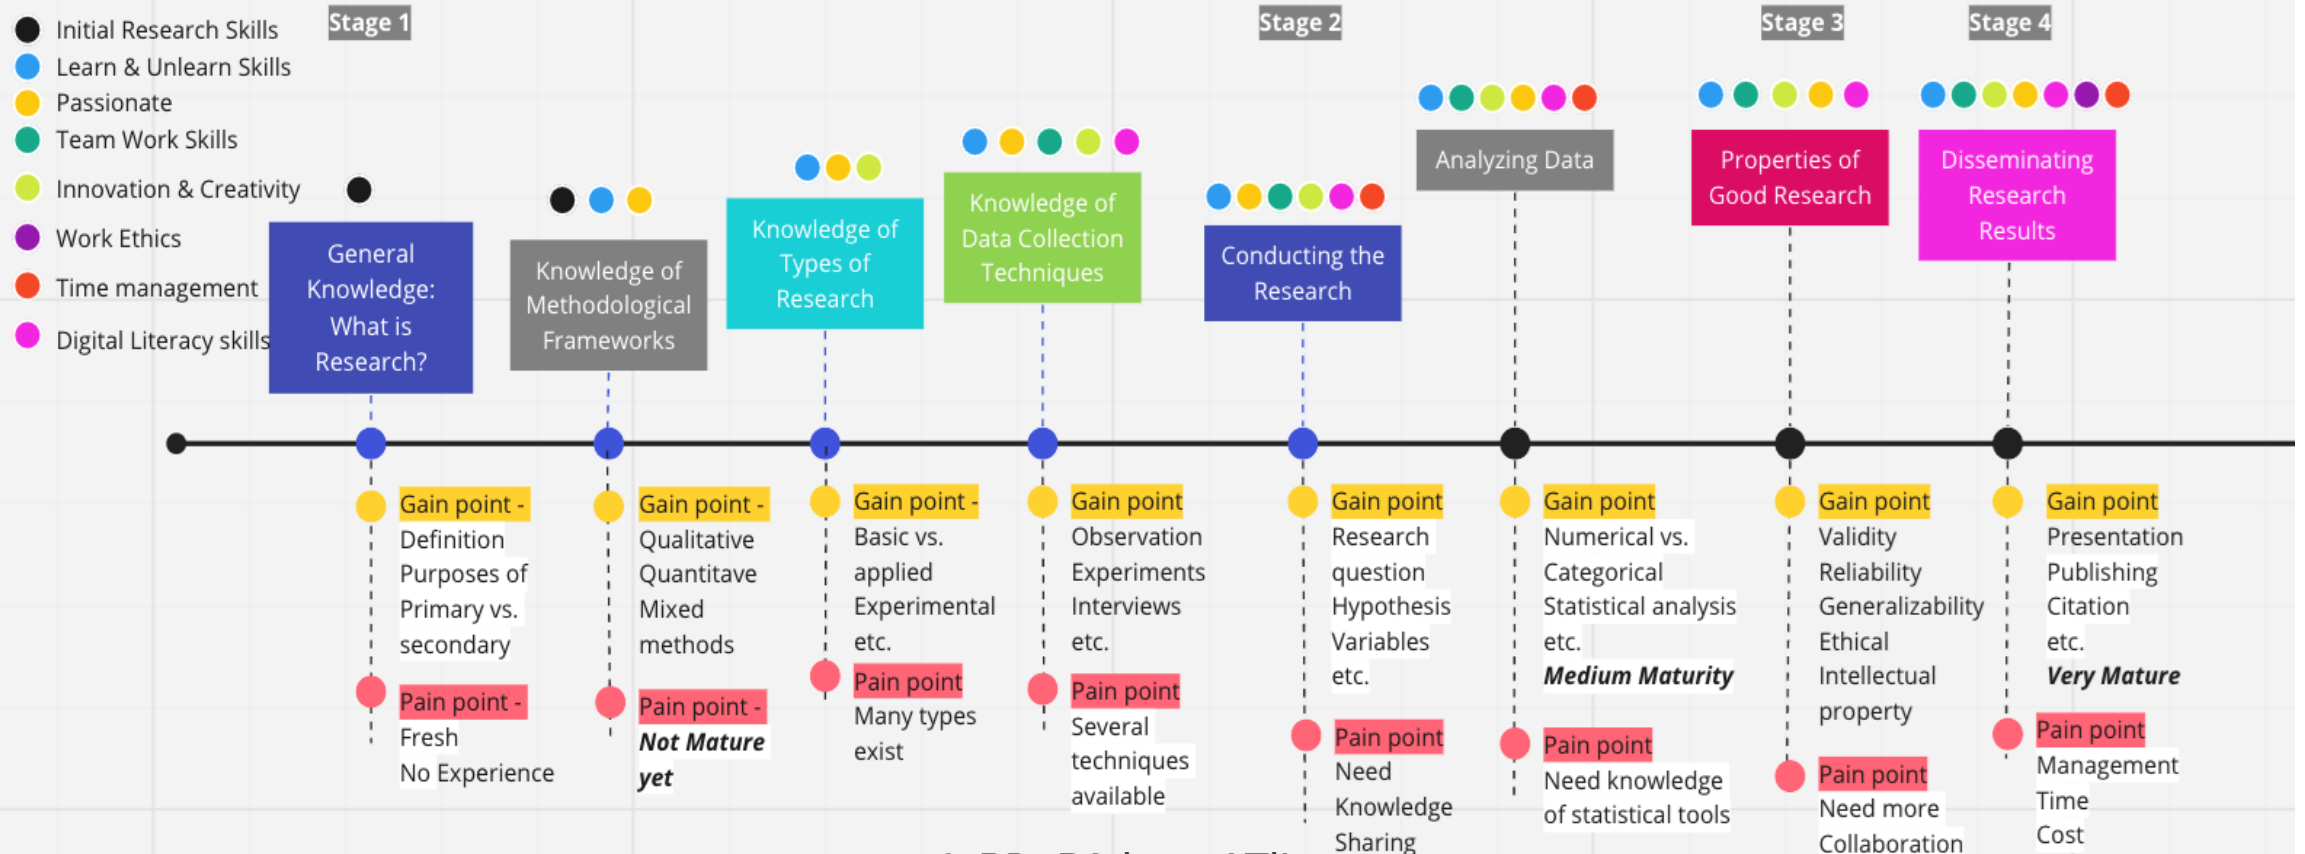 Stage 1
Stage 2
Stage 3
Stage 4
Initial Research Skills
Learn & Unlearn Skills
Passionate
Team Work Skills
Innovation & Creativity
Work Ethics
Time management
Digital Literacy skills
General
Knowledge:
What is
Research?
Knowledge of
Methodological
Frameworks
Knowledge of
Types of
Research
Knowledge of
Data Collection
Techniques
Conducting the
Research
Analyzing Data
Properties of
Good Research
Disseminating
Research
Results
Gain point -
Definition
Purposes of
Primary vs.
secondary
Pain point -
Fresh
No Experience
Gain point -
Qualitative
Quantitave
Mixed
methods
Pain point -
Not Mature
yet
Gain point -
Basic vs.
applied
Experimental
etc.
Pain point
Many types
exist
Gain point
Observation
Experiments
Interviews
etc.
Pain point
Several
techniques
available
Gain point
Research
question
Hypothesis
Variables
etc.
Pain point
Need
Knowledge
Sharing
Gain point
Numerical vs.
Categorical
Statistical analysis
etc.
Medium Maturity
Pain point
Need knowledge
of statistical tools
Gain point
Validity
Reliability
Generalizability
Ethical
Intellectual
property
Pain point
Need more
Collaboration
Gain point
Presentation
Publishing
Citation
etc.
Very Mature
Pain point
Management
Time
Cost